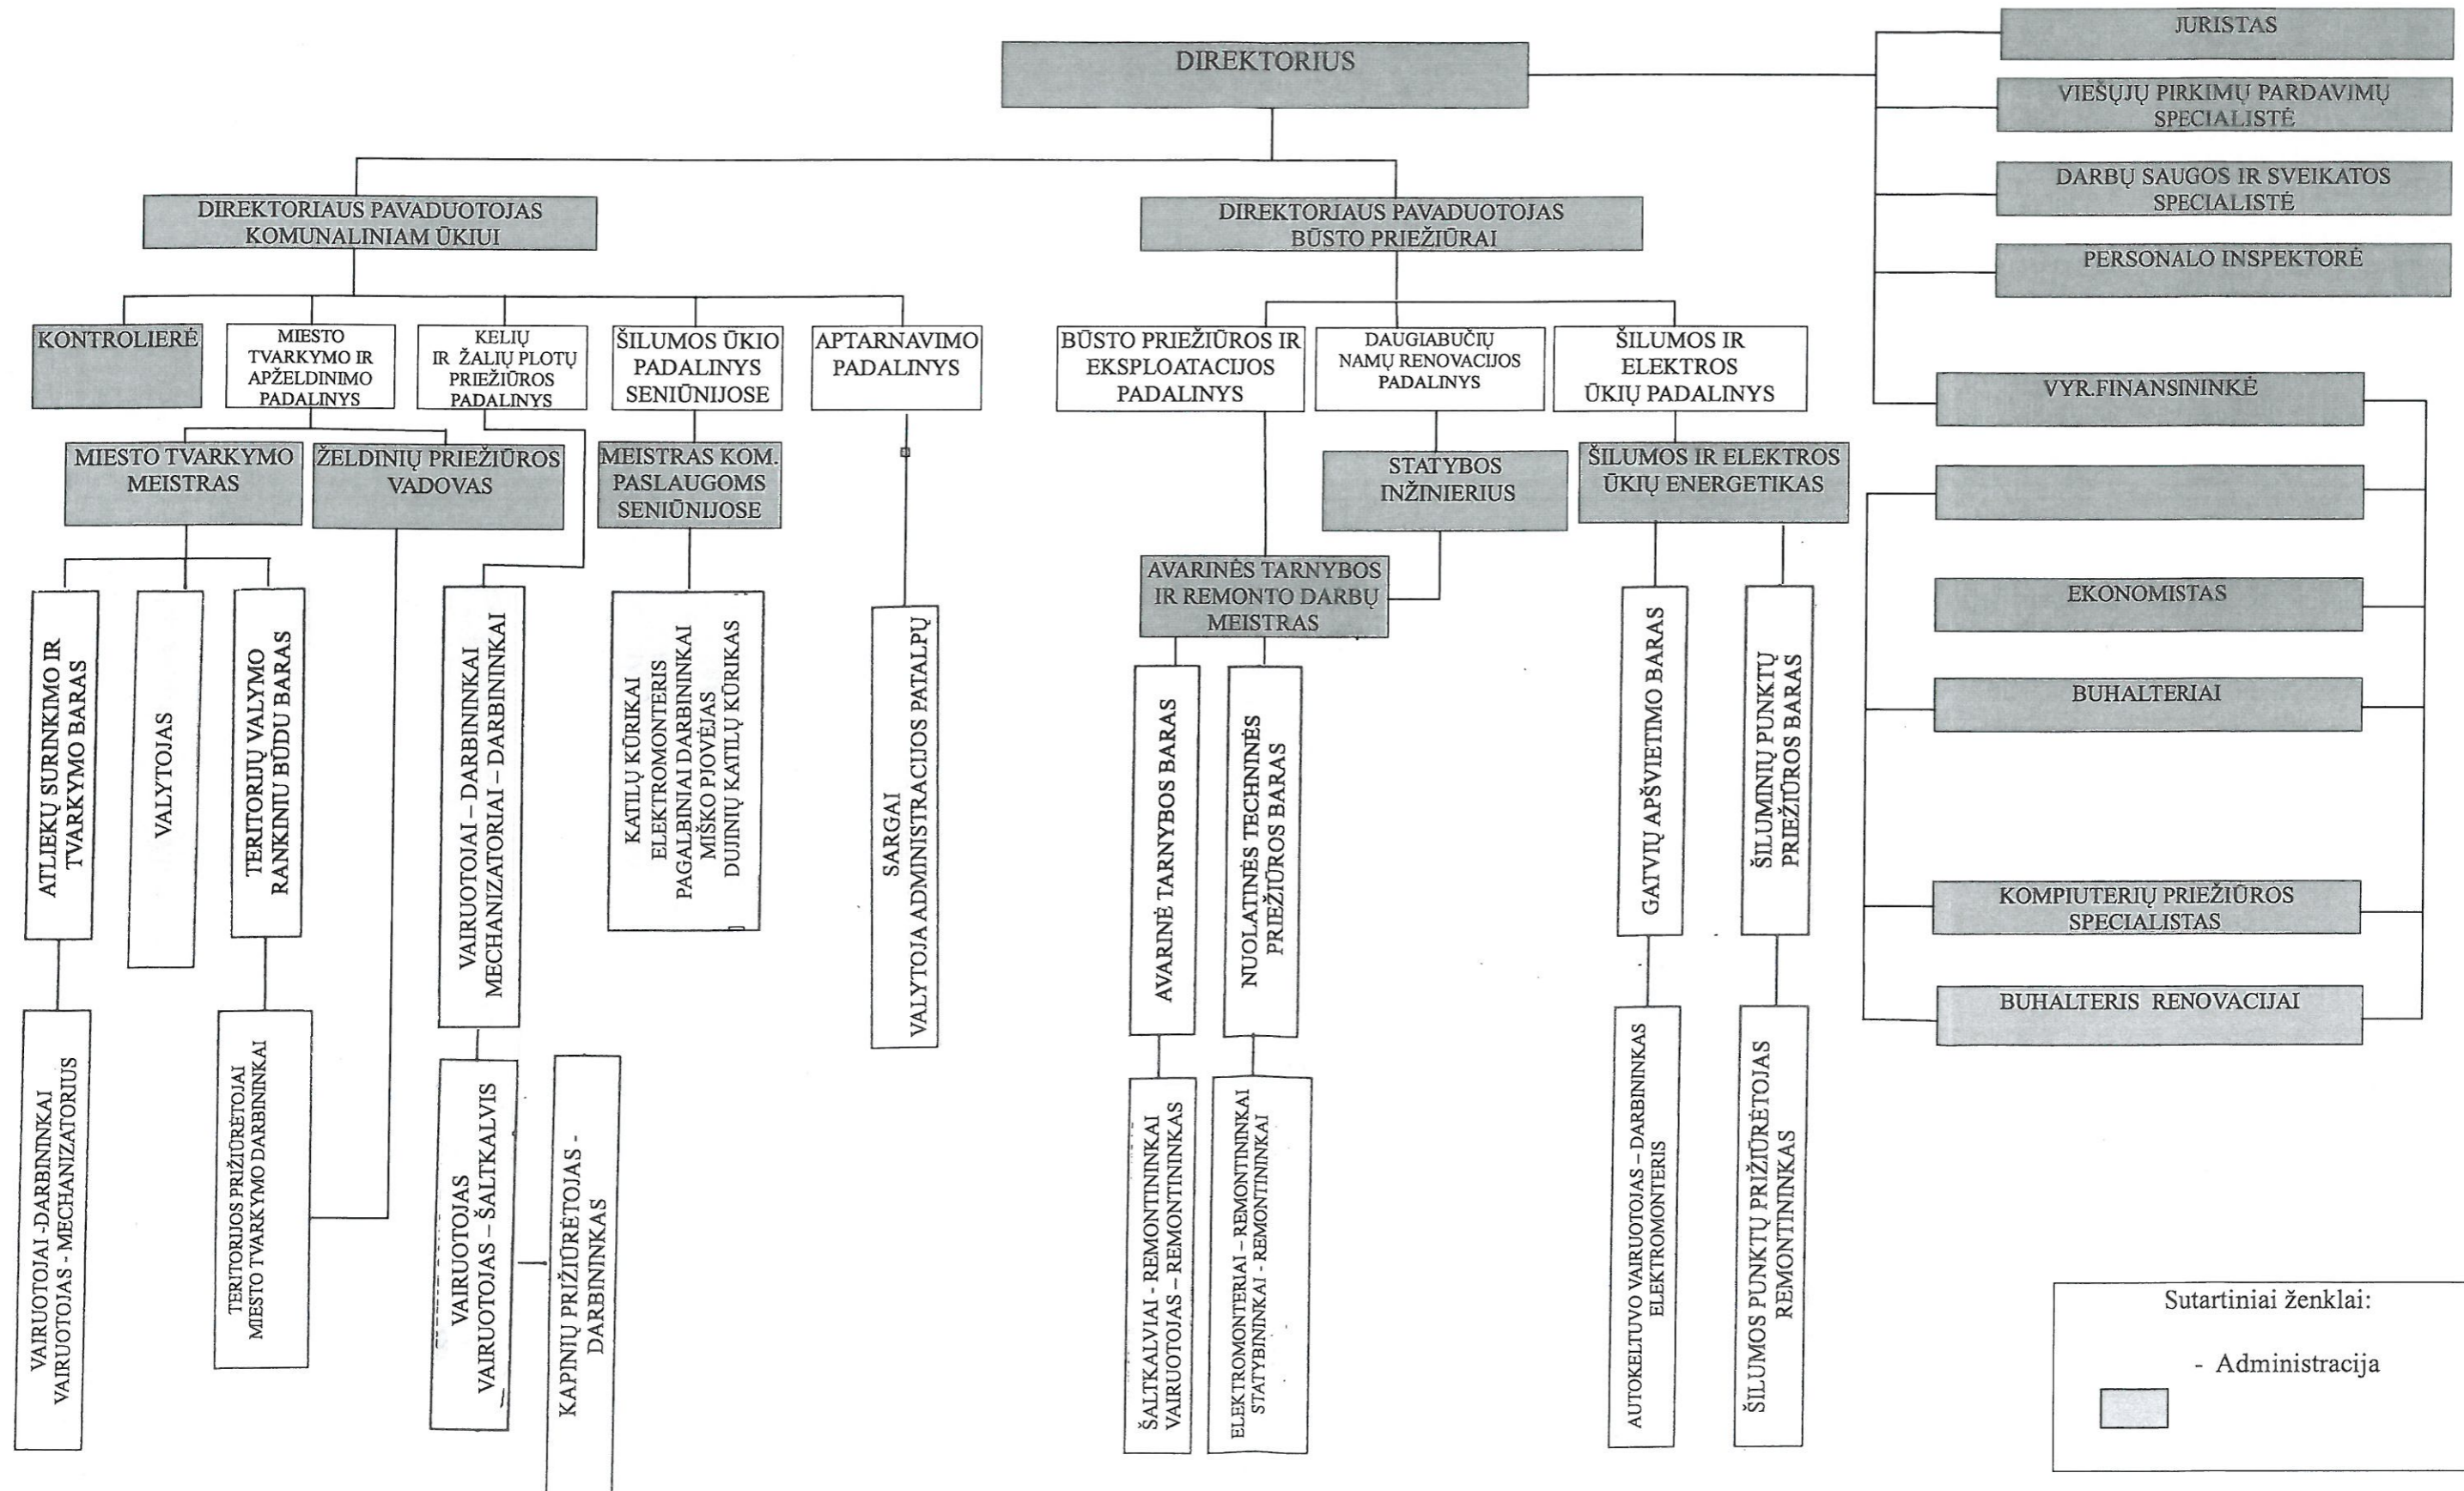 DIREKTORIUS
JURISTAS
VIEŠŲJŲ PIRKIMŲ PARDAVIMŲ
SPECIALISTĖ
DARBŲ SAUGOS IR SVEIKATOS
SPECIALISTĖ
PERSONALO INSPEKTORĖ
DIREKTORIAUS PAVADUOTOJAS
KOMUNALINIAM ŪKIUI
DIREKTORIAUS PAVADUOTOJAS
BŪSTO PRIEŽIŪRAI
KONTROLIERĖ
MIESTO
TVARKYMO IR
APŽELDINIMO
PADALINYS
KELIŲ
IR ŽALIŲ PLOTŲ
PRIEŽIŪROS
PADALINYS
ŠILUMOS ŪKIO
PADALINYS
SENIŪNIJOSE
APTARNAVIMO
PADALINYS
BŪSTO PRIEŽIŪROS IR
EKSPLOATACIJOS
PADALINYS
DAUGIABUČIŲ
NAMŲ RENOVACIJOS
PADALINYS
ŠILUMOS IR
ELEKTROS
ŪKIŲ PADALINYS
VYR.FINANSININKĖ
MIESTO TVARKYMO
MEISTRAS
ŽELDINIŲ PRIEŽIŪROS
VADOVAS
MEISTRAS KOM.
PASLAUGOMS
SENIŪNIJOSE
STATYBOS
INŽINIERIUS
ŠILUMOS IR ELEKTROS
ŪKIŲ ENERGETIKAS
AVARINĖS TARNYBOS
IR REMONTO DARBŲ
MEISTRAS
EKONOMISTAS
BUHALTERIAI
KOMPIUTERIŲ PRIEŽIŪROS
SPECIALISTAS
BUHALTERIS RENOVACIJAI
ATLIEKŲ SURINKIMO IR
TVARKYMO BARAS
VALYTOJAS
TERITORIJŲ VALYMO
RANKINIU BŪDU BARAS
VAIRUOTOJAI – DARBININKAI
MECHANIZATORIAI – DARBININKAI
KATILŲ KŪRIKAI
ELEKTROMONTERIS
PAGALBINIAI DARBININKAI
MIŠKO PJOVĖJAS
DUJINIŲ KATILŲ KŪRIKAS
SARGAI
VALYTOJA ADMINISTRACIJOS PATALPŲ
AVARINĖ TARNYBOS BARAS
NUOLATINĖS TECHNINĖS
PRIEŽIŪROS BARAS
GATVIŲ APŠVIETIMO BARAS
ŠILUMINIŲ PUNKTŲ
PRIEŽIŪROS BARAS
VAIRUOTOJAI -DARBININKAI
VAIRUOTOJAS - MECHANIZATORIUS
TERITORIJOS PRIŽIŪRĖTOJAI
MIESTO TVARKYMO DARBININKAI
VAIRUOTOJAS
VAIRUOTOJAS – ŠALTKALVIS
KAPINIŲ PRIŽIŪRĖTOJAS -
DARBININKAS
ŠALTKALVIAI - REMONTININKAI
VAIRUOTOJAS – REMONTININKAS
ELEKTROMONTERIAI – REMONTININKAI
STATYBININKAI - REMONTININKAI
AUTOKELTUVO VAIRUOTOJAS – DARBININKAS
ELEKTROMONTERIS
ŠILUMOS PUNKTŲ PRIŽIŪRĖTOJAS
REMONTININKAS
Sutartiniai ženklai:
- Administracija